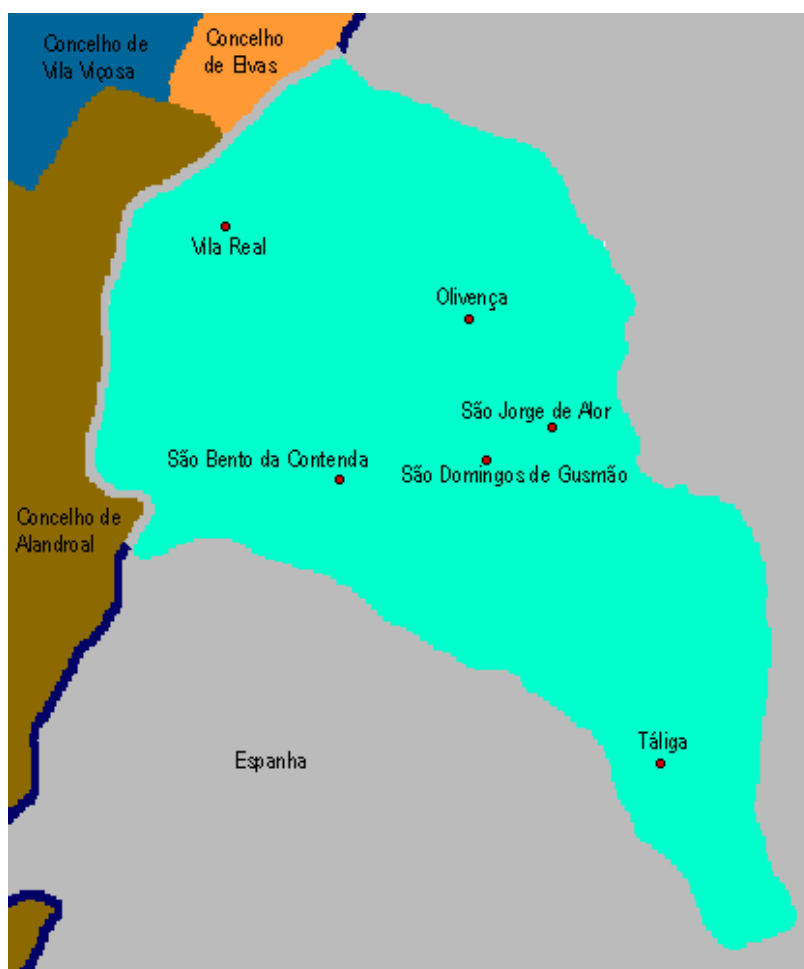 Concelho de
Vila Viçosa
Concelho
de Elvas
Vila Real
Olivença
São Jorge de Alor
São Bento da Contenda
São Domingos de Gusmão
Concelho de
Alandroal
Espanha
Táliga